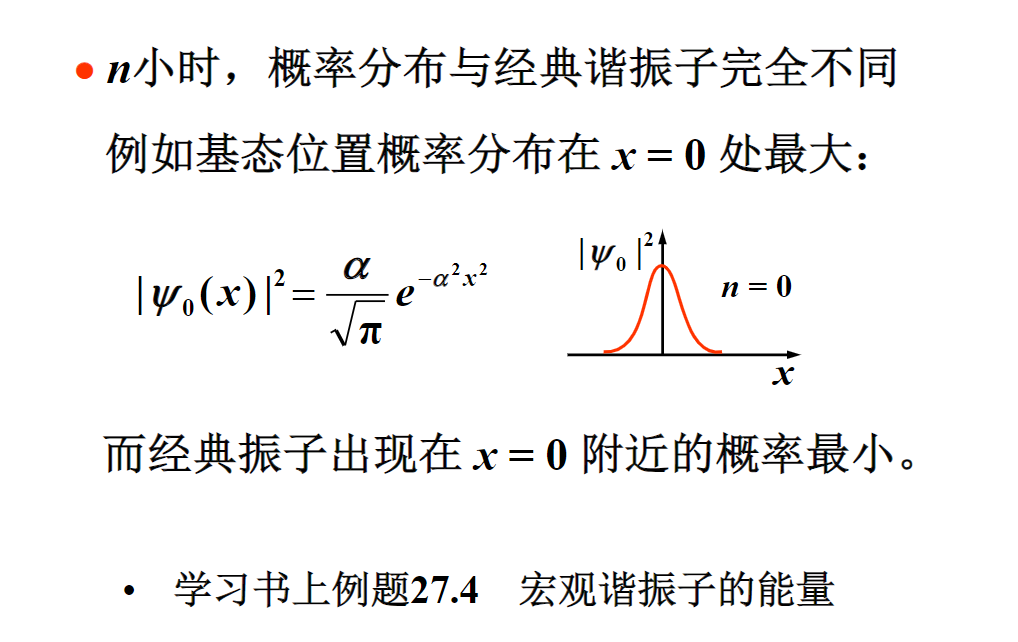 • n小时，概率分布与经典谐振子完全不同
例如基态位置概率分布在 x = 0 处最大：
|ψ₀(x)|² = α/√π e^(-α²x²)
|ψ₀|²
n = 0
x
而经典振子出现在 x = 0 附近的概率最小。
• 学习书上例题27.4 宏观谐振子的能量